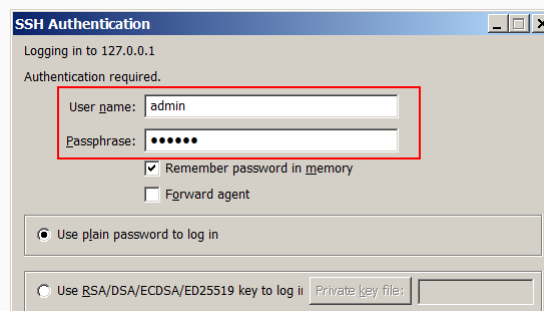 SSH Authentication
Logging in to 127.0.0.1
Authentication required.
User name: admin
Passphrase: ●●●●●●
Remember password in memory
Forward agent
Use plain password to log in
Use RSA/DSA/ECDSA/ED25519 key to log i Private key file: